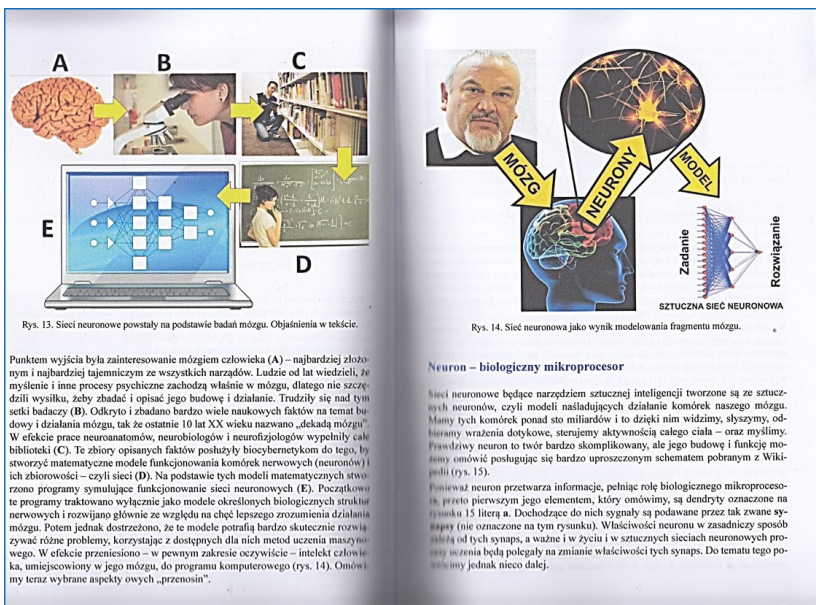 A
B
C
E
D
Rys. 13. Sieci neuronowe powstały na podstawie badań mózgu. Objaśnienia w tekście.
Punktem wyjścia była zainteresowanie mózgiem człowieka (A) – najbardziej złożo-
nym i najbardziej tajemniczym ze wszystkich narządów. Ludzie od lat wiedzieli, że
myślenie i inne procesy psychiczne zachodzą właśnie w mózgu, dlatego nie szczę-
dzili wysiłku, żeby zbadać i opisać jego budowę i działanie. Trudziły się nad tym
setki badaczy (B). Odkryto i zbadano bardzo wiele naukowych faktów na temat bu-
dowy i działania mózgu, tak że ostatnie 10 lat XX wieku nazwano „dekadą mózgu”.
W efekcie prace neuroanatomów, neurobiologów i neurofizjologów wypełniły całe
biblioteki (C). Te zbiory opisanych faktów posłużyły biocybernetykom do tego, by
stworzyć matematyczne modele funkcjonowania komórek nerwowych (neuronów) i
ich zbiorowości – czyli sieci (D). Na podstawie tych modeli matematycznych stwo-
rzono programy symulujące funkcjonowanie sieci neuronowych (E). Początkowo
te programy traktowano wyłącznie jako modele określonych biologicznych struktur
nerwowych i rozwijano głównie ze względu na chęć lepszego zrozumienia działania
mózgu. Potem jednak dostrzeżono, że te modele potrafią bardzo skutecznie rozwią-
zywać różne problemy, korzystając z dostępnych dla nich metod uczenia maszyno-
wego. W efekcie przeniesiono – w pewnym zakresie oczywiście – intelekt człowie-
ka, umiejscowiony w jego mózgu, do programu komputerowego (rys. 14). Omówi-
my teraz wybrane aspekty owych „przenosin”.
MÓZG
NEURONY
MODEL
Zadanie
Rozwiązanie
SZTUCZNA SIEĆ NEURONOWA
Rys. 14. Sieć neuronowa jako wynik modelowania fragmentu mózgu.
Neuron – biologiczny mikroprocesor
Sieci neuronowe będące narzędziem sztucznej inteligencji tworzone są ze sztucz-
nych neuronów, czyli modeli naśladujących działanie komórek naszego mózgu.
Mamy tych komórek ponad sto miliardów i to dzięki nim widzimy, słyszymy, od-
bieramy wrażenia dotykowe, sterujemy aktywnością całego ciała – oraz myślimy.
Prawdziwy neuron to twór bardzo skomplikowany, ale jego budowę i funkcję mo-
żemy omówić posługując się bardzo uproszczonym schematem pobranym z Wiki-
pedii (rys. 15).
Ponieważ neuron przetwarza informacje, pełniąc rolę biologicznego mikroproceso-
ra, przeto pierwszym jego elementem, który omówimy, są dendryty oznaczone na
rysunku 15 literą a. Dochodzące do nich sygnały są podawane przez tak zwane sy-
napsy (nie oznaczone na tym rysunku). Właściwości neuronu w zasadniczy sposób
zależą od tych synaps, a ważne i w życiu i w sztucznych sieciach neuronowych pro-
cesy uczenia będą polegały na zmianie właściwości tych synaps. Do tematu tego po-
wrócimy jednak nieco dalej.